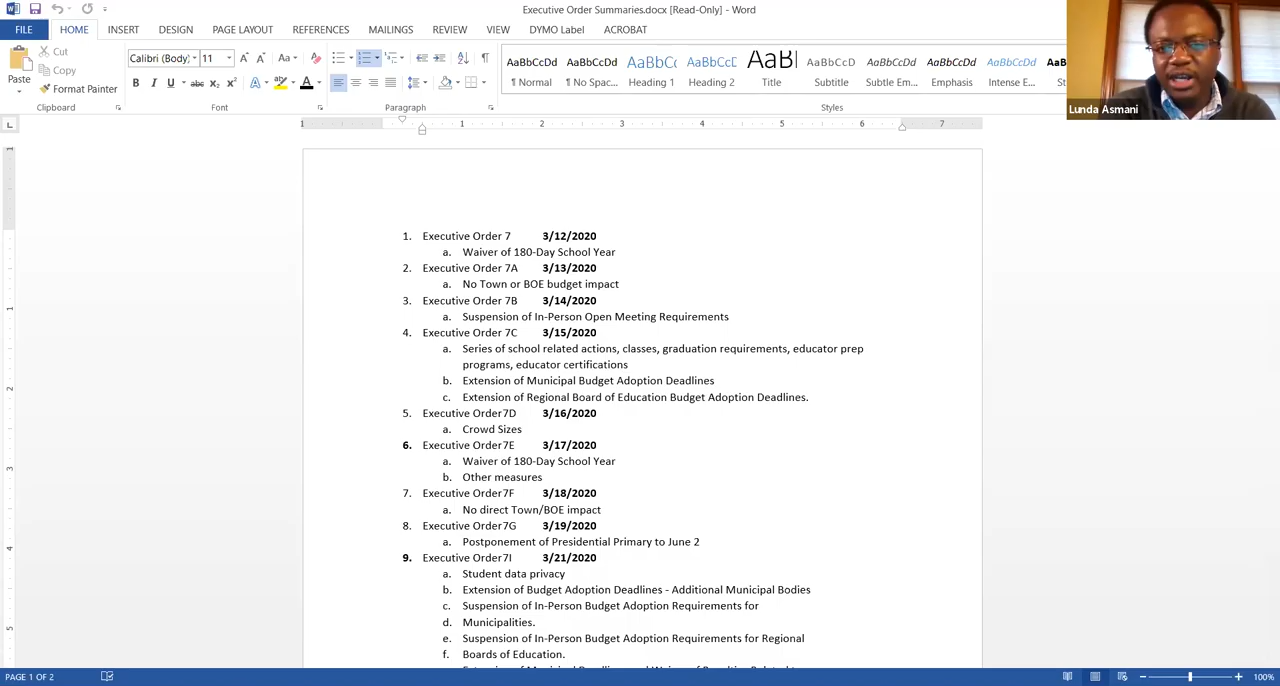 Executive Order Summaries.docx [Read-Only] - Word
FILE HOME INSERT DESIGN PAGE LAYOUT REFERENCES MAILINGS REVIEW VIEW DYMO Label ACROBAT
Cut
Copy
Format Painter
Paste
Calibri (Body) 11
AaBbCcDd AaBbCcDd AaBbCc AaBbCcD AaBl AaBbCcD AaBbCcDd AaBbCcDd AaBbCcDd AaBb
¶ Normal ¶ No Spac... Heading 1 Heading 2 Title Subtitle Subtle Em... Emphasis Intense E... St
Clipboard Font Paragraph Styles
Lunda Asmani
1 1 2 3 4 5 6 7
1. Executive Order 7 3/12/2020
a. Waiver of 180-Day School Year
2. Executive Order 7A 3/13/2020
a. No Town or BOE budget impact
3. Executive Order 7B 3/14/2020
a. Suspension of In-Person Open Meeting Requirements
4. Executive Order 7C 3/15/2020
a. Series of school related actions, classes, graduation requirements, educator prep
programs, educator certifications
b. Extension of Municipal Budget Adoption Deadlines
c. Extension of Regional Board of Education Budget Adoption Deadlines.
5. Executive Order7D 3/16/2020
a. Crowd Sizes
6. Executive Order7E 3/17/2020
a. Waiver of 180-Day School Year
b. Other measures
7. Executive Order7F 3/18/2020
a. No direct Town/BOE impact
8. Executive Order7G 3/19/2020
a. Postponement of Presidential Primary to June 2
9. Executive Order7I 3/21/2020
a. Student data privacy
b. Extension of Budget Adoption Deadlines - Additional Municipal Bodies
c. Suspension of In-Person Budget Adoption Requirements for
d. Municipalities.
e. Suspension of In-Person Budget Adoption Requirements for Regional
f. Boards of Education.
PAGE 1 OF 2 100%